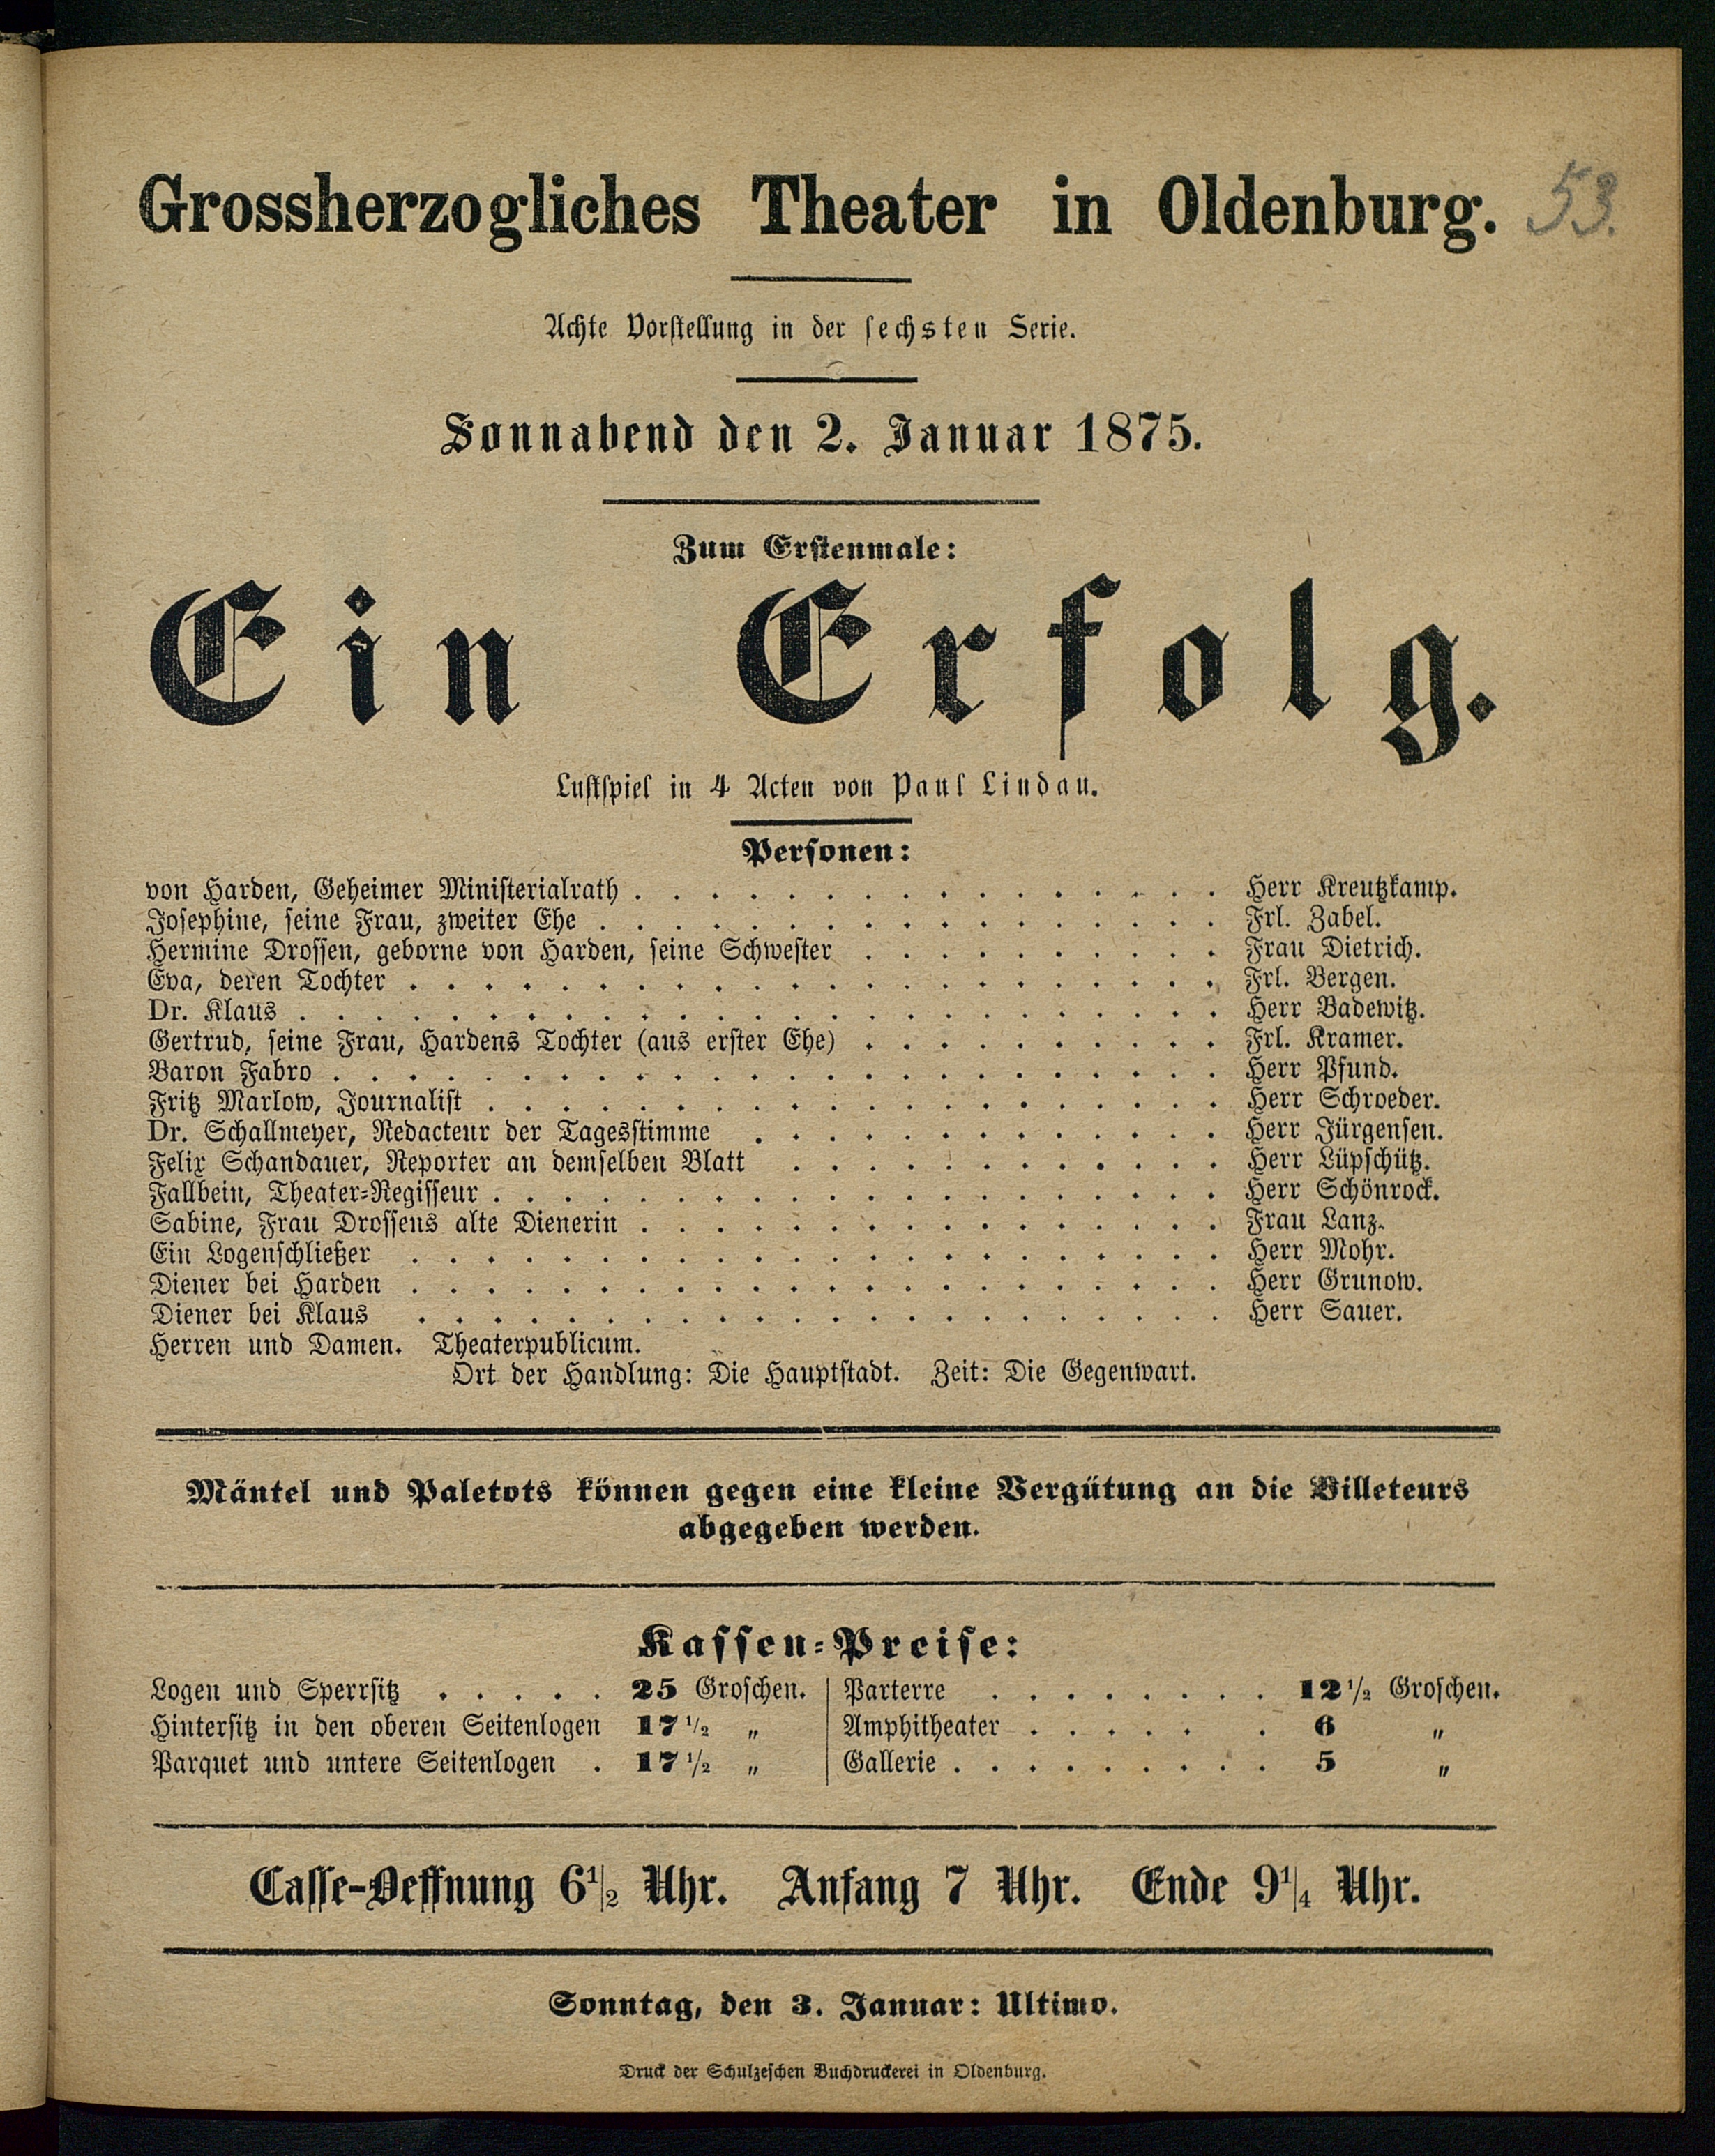 Grossherzogliches Theater in Oldenburg. 53.
Achte Vorstellung in der sechsten Serie.
Sonnabend den 2. Januar 1875.
Zum Erstenmale:
Ein Erfolg.
Lustspiel in 4 Acten von Paul Lindau.
Personen:
von Harden, Geheimer Ministerialrath . . . . . . . . . . . . . . . . Herr Kreutzkamp.
Josephine, seine Frau, zweiter Ehe . . . . . . . . . . . . . . . . . Frl. Zabel.
Hermine Drossen, geborne von Harden, seine Schwester . . . . . . . . . . Frau Dietrich.
Eva, deren Tochter . . . . . . . . . . . . . . . . . . . . . . Frl. Bergen.
Dr. Klaus . . . . . . . . . . . . . . . . . . . . . . . . . Herr Badewitz.
Gertrud, seine Frau, Hardens Tochter (aus erster Ehe) . . . . . . . . . . Frl. Kramer.
Baron Fabro . . . . . . . . . . . . . . . . . . . . . . . . Herr Pfund.
Fritz Marlow, Journalist . . . . . . . . . . . . . . . . . . . . Herr Schroeder.
Dr. Schallmeyer, Redacteur der Tagesstimme . . . . . . . . . . . . . Herr Jürgensen.
Felix Schandauer, Reporter an demselben Blatt . . . . . . . . . . . . Herr Lüpschütz.
Fallbein, Theater-Regisseur . . . . . . . . . . . . . . . . . . . . Herr Schönrock.
Sabine, Frau Drossens alte Dienerin . . . . . . . . . . . . . . . . Frau Lanz.
Ein Logenschließer . . . . . . . . . . . . . . . . . . . . . . Herr Mohr.
Diener bei Harden . . . . . . . . . . . . . . . . . . . . . . Herr Grunow.
Diener bei Klaus . . . . . . . . . . . . . . . . . . . . . . Herr Sauer.
Herren und Damen. Theaterpublicum.
Ort der Handlung: Die Hauptstadt. Zeit: Die Gegenwart.
Mäntel und Paletots können gegen eine kleine Vergütung an die Billeteurs
abgegeben werden.
Kassen-Preise:
Logen und Sperrsitz . . . . . 25 Groschen. | Parterre . . . . . . . . 12½ Groschen.
Hintersitz in den oberen Seitenlogen 17½ „ | Amphitheater . . . . . . 6 „
Parquet und untere Seitenlogen . 17½ „ | Gallerie . . . . . . . . . 5 „
Casse-Oeffnung 6½ Uhr. Anfang 7 Uhr. Ende 9¼ Uhr.
Sonntag, den 3. Januar: Ultimo.
Druck der Schulzeschen Buchdruckerei in Oldenburg.